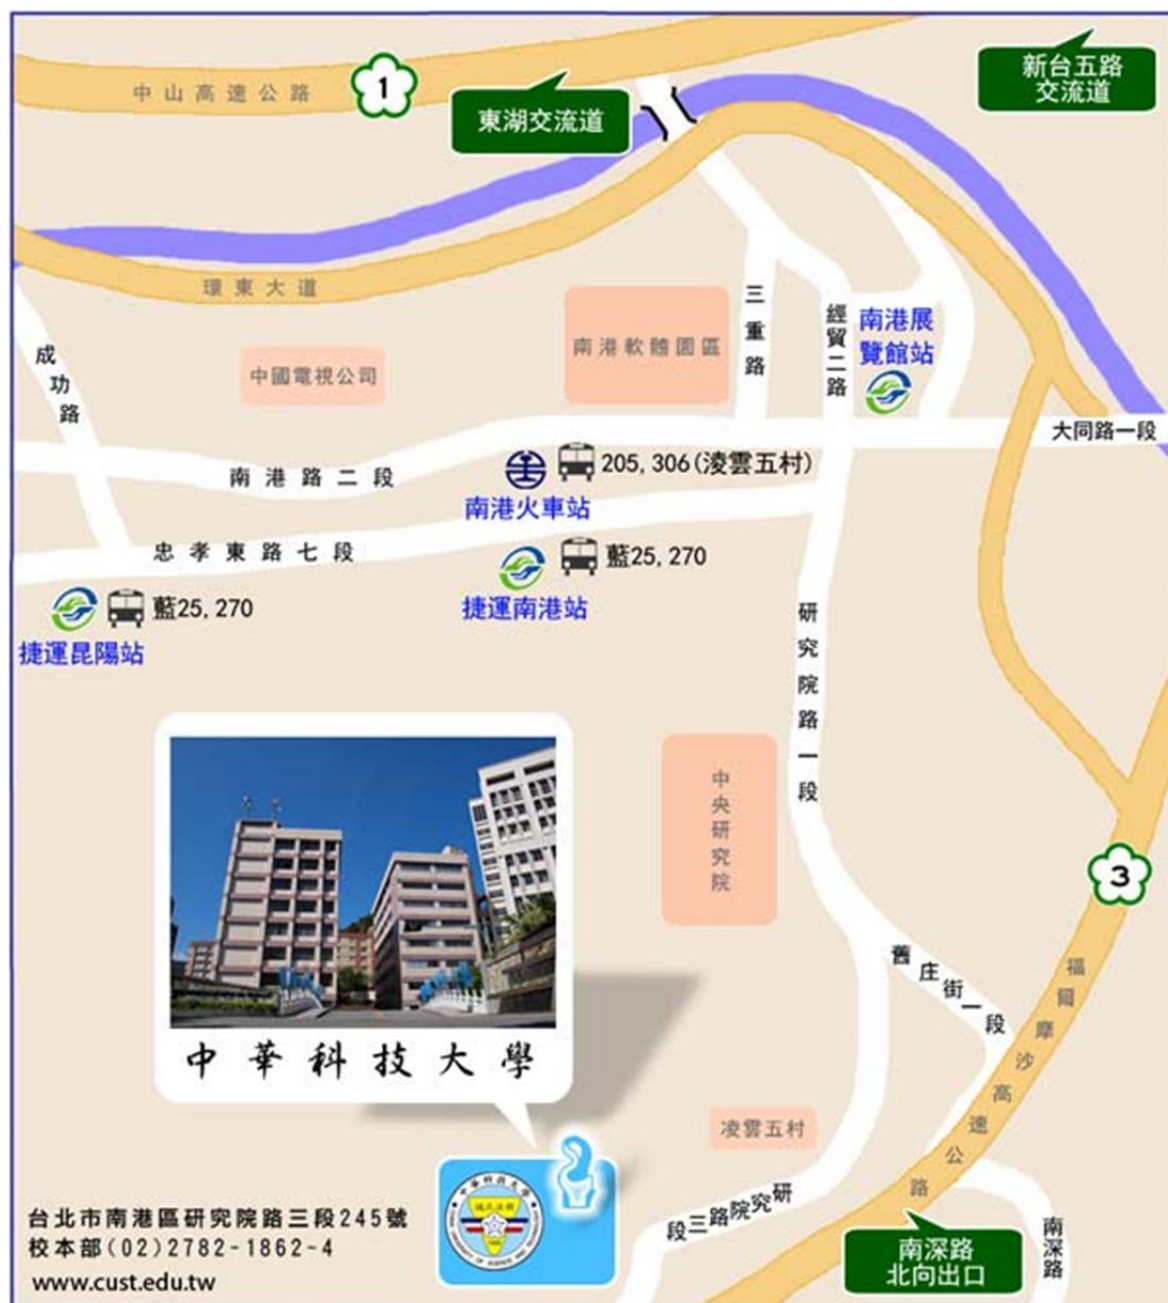 中山高速公路
1
東湖交流道
新台五路
交流道
環東大道
成功路
中國電視公司
南港軟體園區
三重路
經貿二路
南港展
覽館站
大同路一段
南港路二段
205, 306(淩雲五村)
南港火車站
忠孝東路七段
藍25, 270
捷運南港站
藍25, 270
捷運昆陽站
研究院路一段
中央研究院
3
舊庄街一段
福爾摩沙高速公路
中華科技大學
凌雲五村
研究院路三段
中華科技大學
南深路
北向出口
南深路
台北市南港區研究院路三段245號
校本部(02)2782-1862-4
www.cust.edu.tw